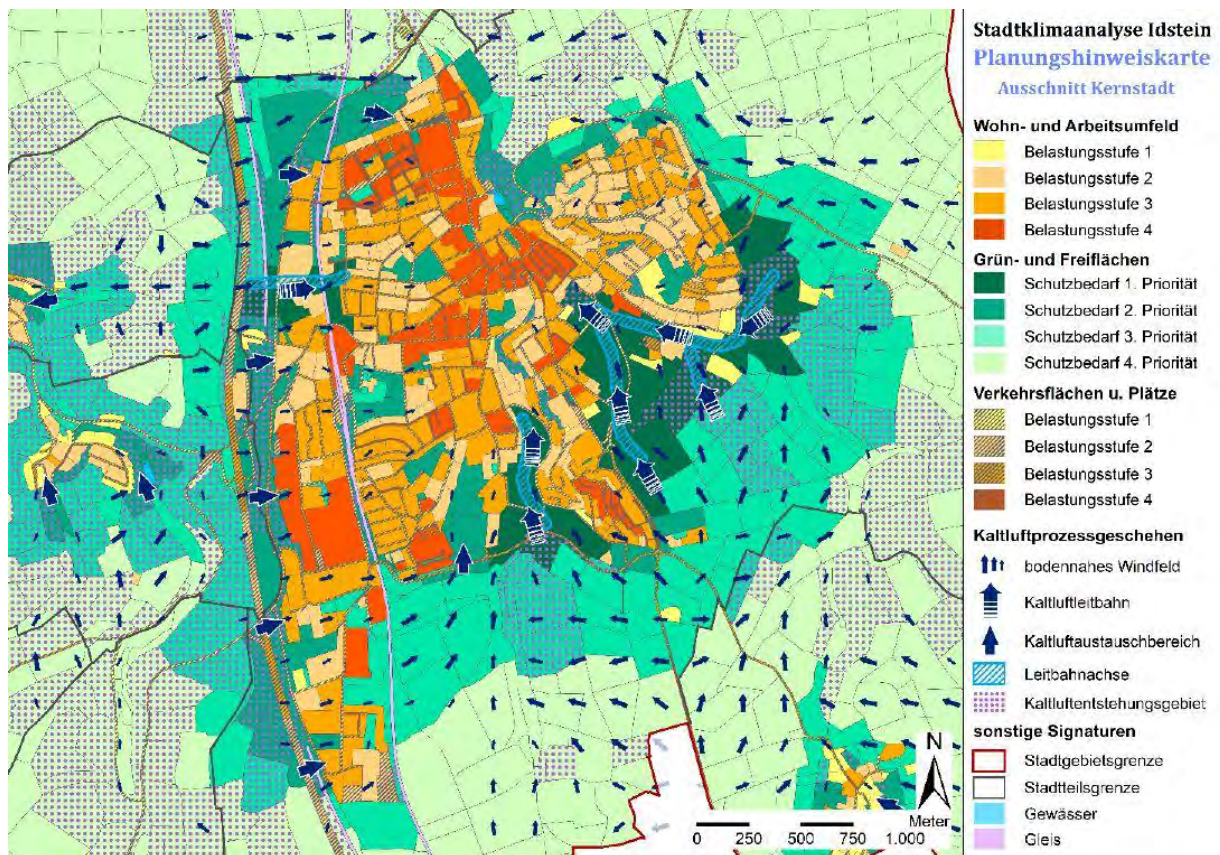 Stadtklimaanalyse Idstein
Planungshinweiskarte
Ausschnitt Kernstadt
Wohn- und Arbeitsumfeld
Belastungsstufe 1
Belastungsstufe 2
Belastungsstufe 3
Belastungsstufe 4
Grün- und Freiflächen
Schutzbedarf 1. Priorität
Schutzbedarf 2. Priorität
Schutzbedarf 3. Priorität
Schutzbedarf 4. Priorität
Verkehrsflächen u. Plätze
Belastungsstufe 1
Belastungsstufe 2
Belastungsstufe 3
Belastungsstufe 4
Kaltluftprozessgeschehen
bodennahes Windfeld
Kaltluftleitbahn
Kaltluftaustauschbereich
Leitbahnachse
Kaltluftentstehungsgebiet
sonstige Signaturen
Stadtgebietsgrenze
Stadtteilsgrenze
Gewässer
Gleis
N
Meter
0 250 500 750 1.000